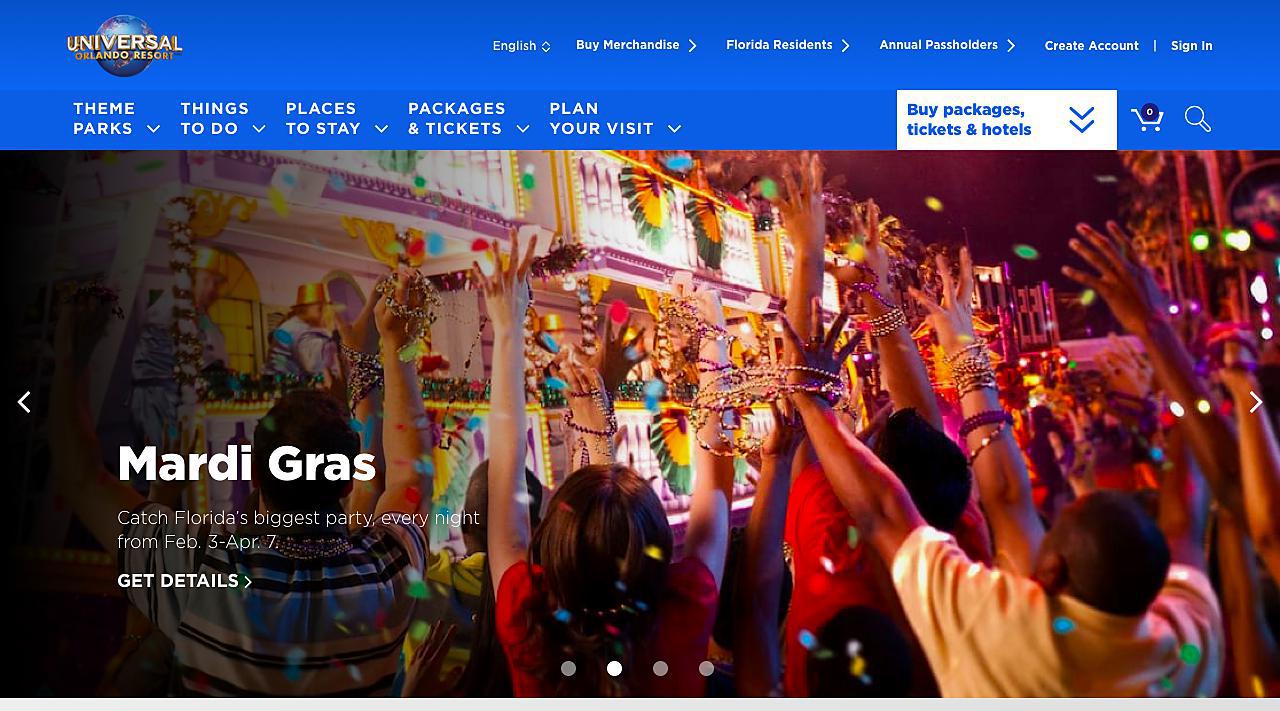 UNIVERSAL
ORLANDO RESORT
English
Buy Merchandise
Florida Residents
Annual Passholders
Create Account | Sign In
THEME
PARKS
THINGS
TO DO
PLACES
TO STAY
PACKAGES
& TICKETS
PLAN
YOUR VISIT
Buy packages,
tickets & hotels
0
Mardi Gras
Catch Florida's biggest party, every night
from Feb. 3-Apr. 7.
GET DETAILS